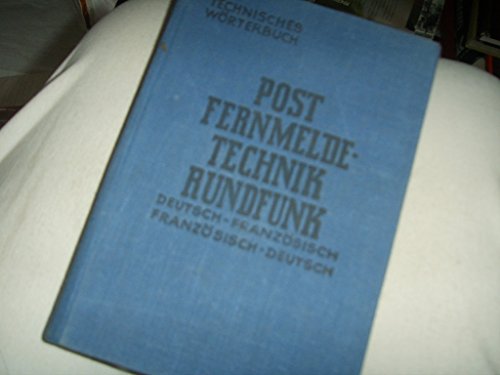 TECHNISCHES
WÖRTERBUCH
POST
FERNMELDE-
TECHNIK
RUNDFUNK
DEUTSCH-FRANZÖSISCH
FRANZÖSISCH-DEUTSCH